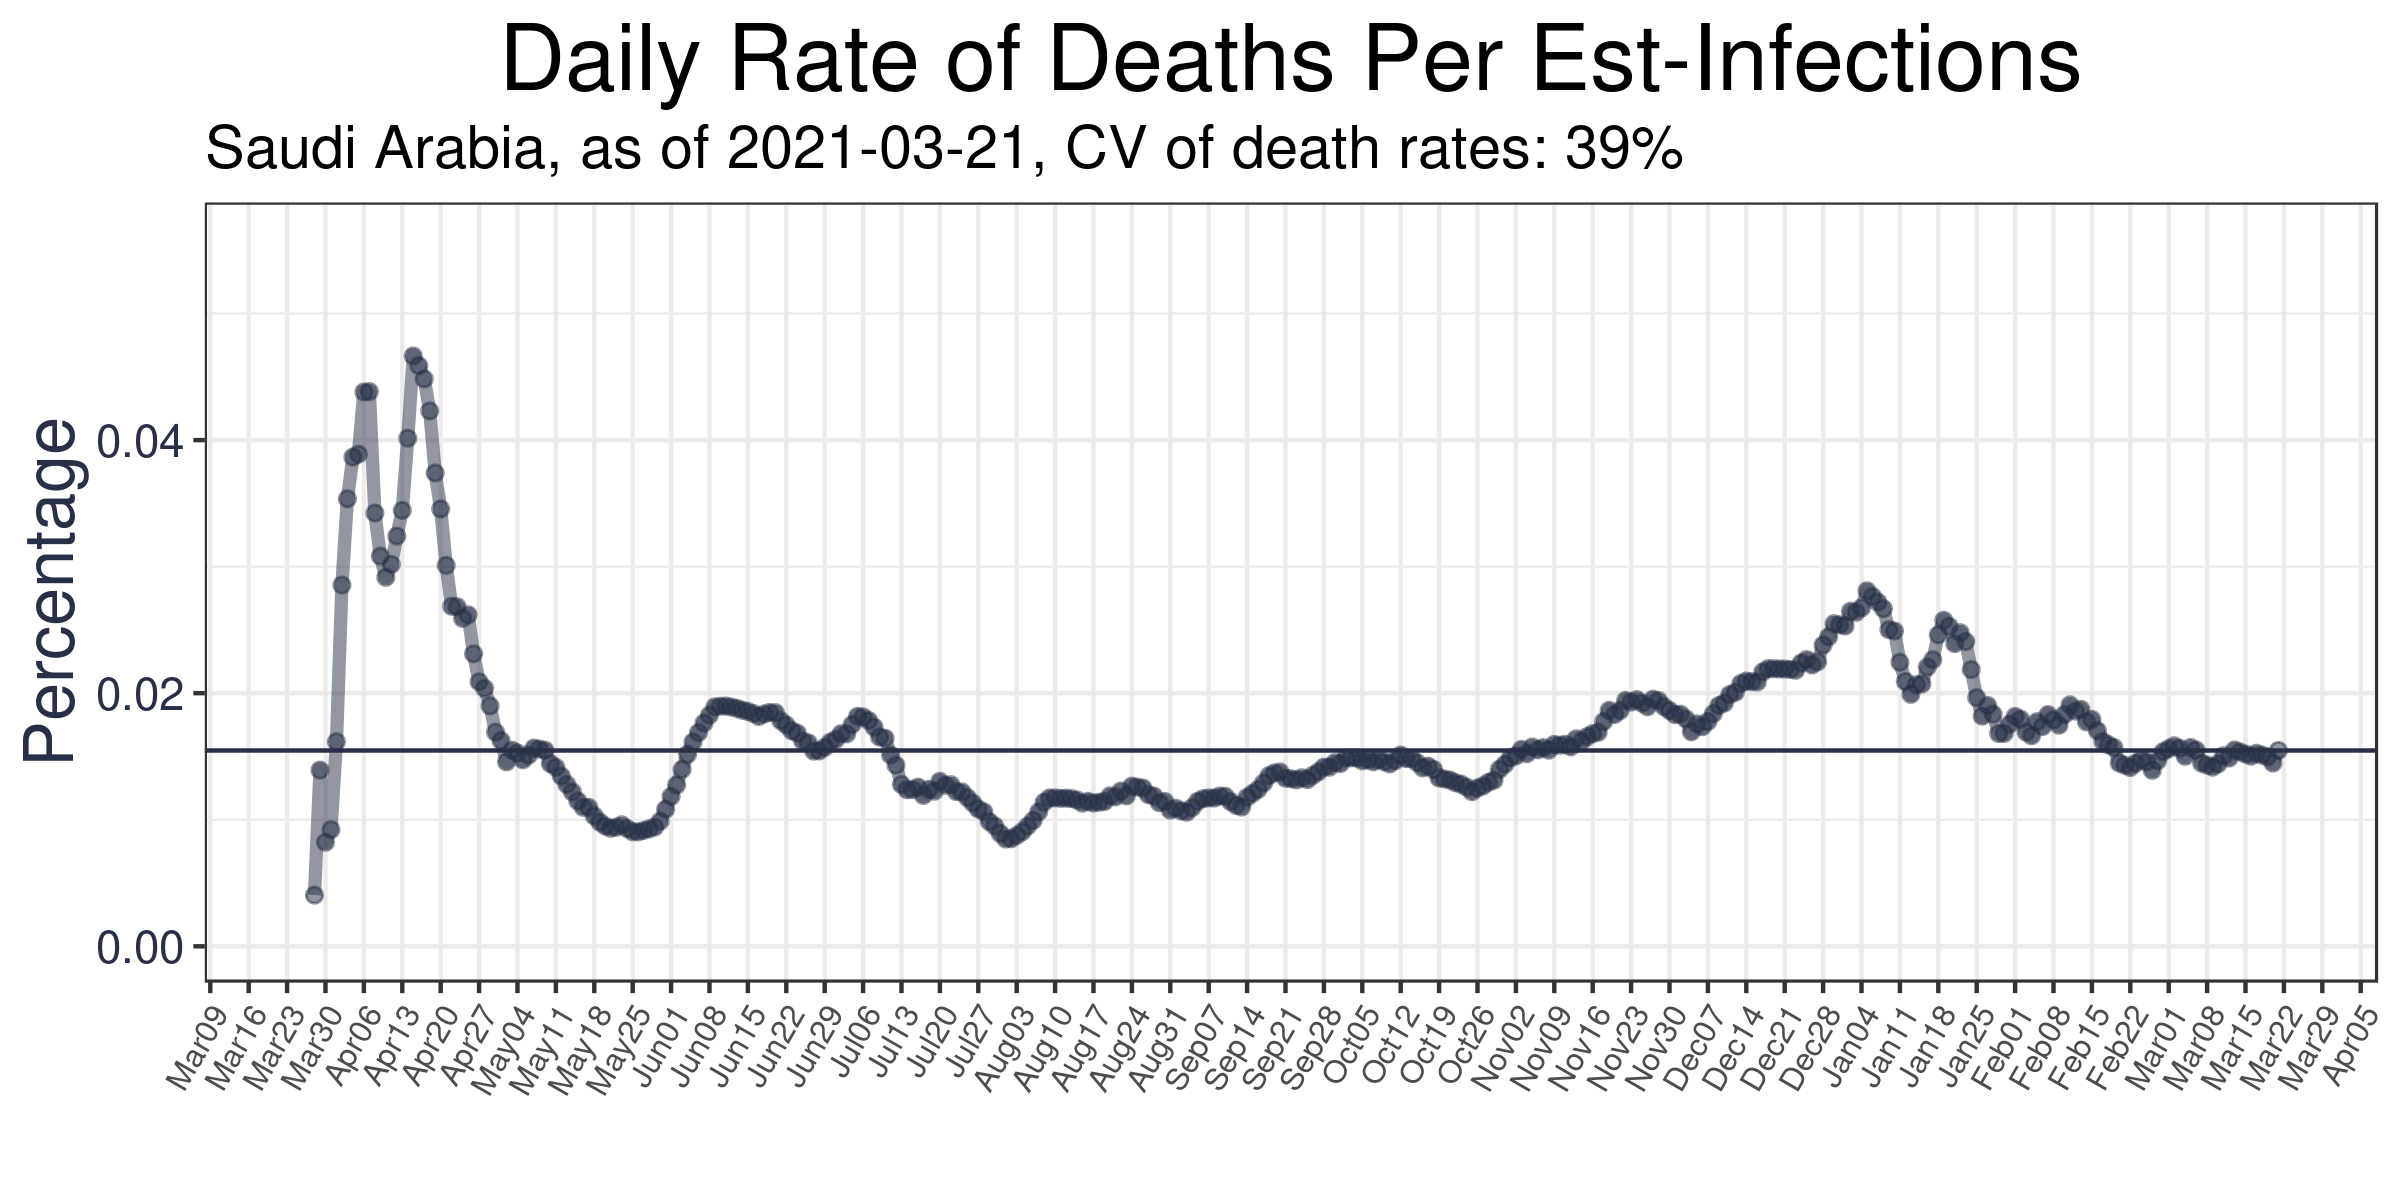 Daily Rate of Deaths Per Est-Infections
Saudi Arabia, as of 2021-03-21, CV of death rates: 39%
Percentage
0.04
0.02
0.00
Mar09 Mar16 Mar23 Mar30 Apr06 Apr13 Apr20 Apr27 May04 May11 May18 May25 Jun01 Jun08 Jun15 Jun22 Jun29 Jul06 Jul13 Jul20 Jul27 Aug03 Aug10 Aug17 Aug24 Aug31 Sep07 Sep14 Sep21 Sep28 Oct05 Oct12 Oct19 Oct26 Nov02 Nov09 Nov16 Nov23 Nov30 Dec07 Dec14 Dec21 Dec28 Jan04 Jan11 Jan18 Jan25 Feb01 Feb08 Feb15 Feb22 Mar01 Mar08 Mar15 Mar22 Mar29 Apr05